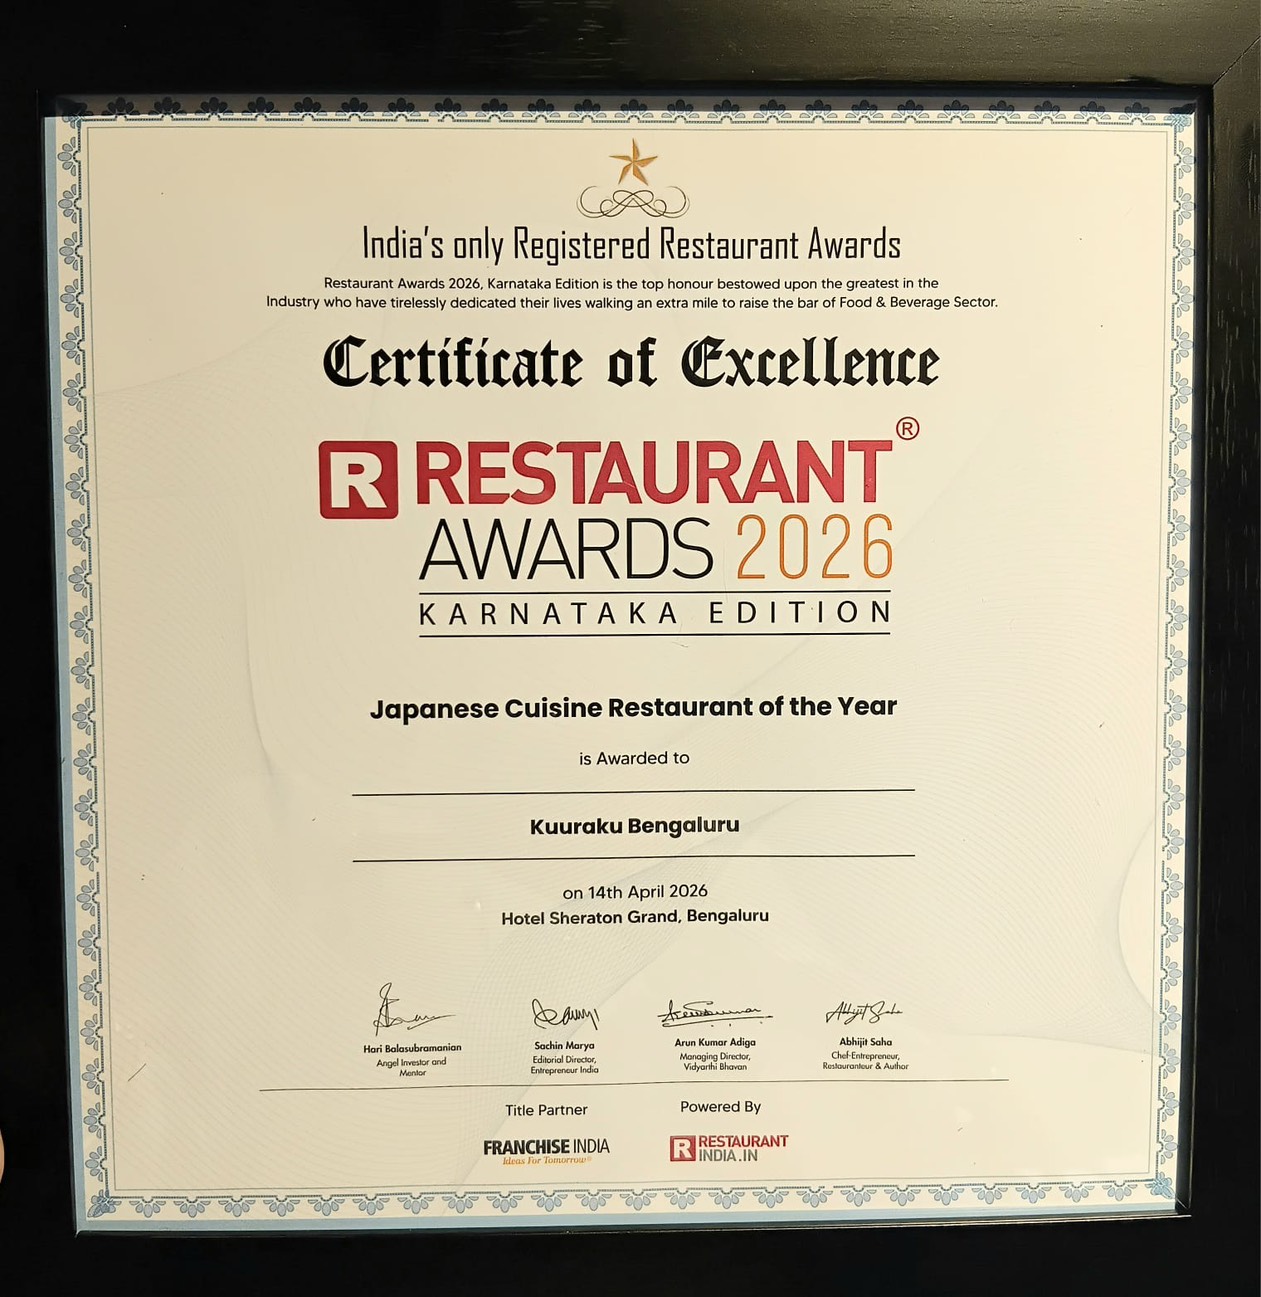 India's only Registered Restaurant Awards
Restaurant Awards 2026, Karnataka Edition is the top honour bestowed upon the greatest in the
Industry who have tirelessly dedicated their lives walking an extra mile to raise the bar of Food & Beverage Sector.
Certificate of Excellence
R RESTAURANT ®
AWARDS 2026
KARNATAKA EDITION
Japanese Cuisine Restaurant of the Year
is Awarded to
Kuuraku Bengaluru
on 14th April 2026
Hotel Sheraton Grand, Bengaluru
Hari Balasubramanian
Angel Investor and
Mentor
Sachin Marya
Editorial Director,
Entrepreneur India
Arun Kumar Adiga
Managing Director,
Vidyarthi Bhavan
Abhijit Saha
Chef-Entrepreneur,
Restauranteur & Author
Title Partner
FRANCHISE INDIA
Ideas For Tomorrow®
Powered By
R RESTAURANT
INDIA.IN